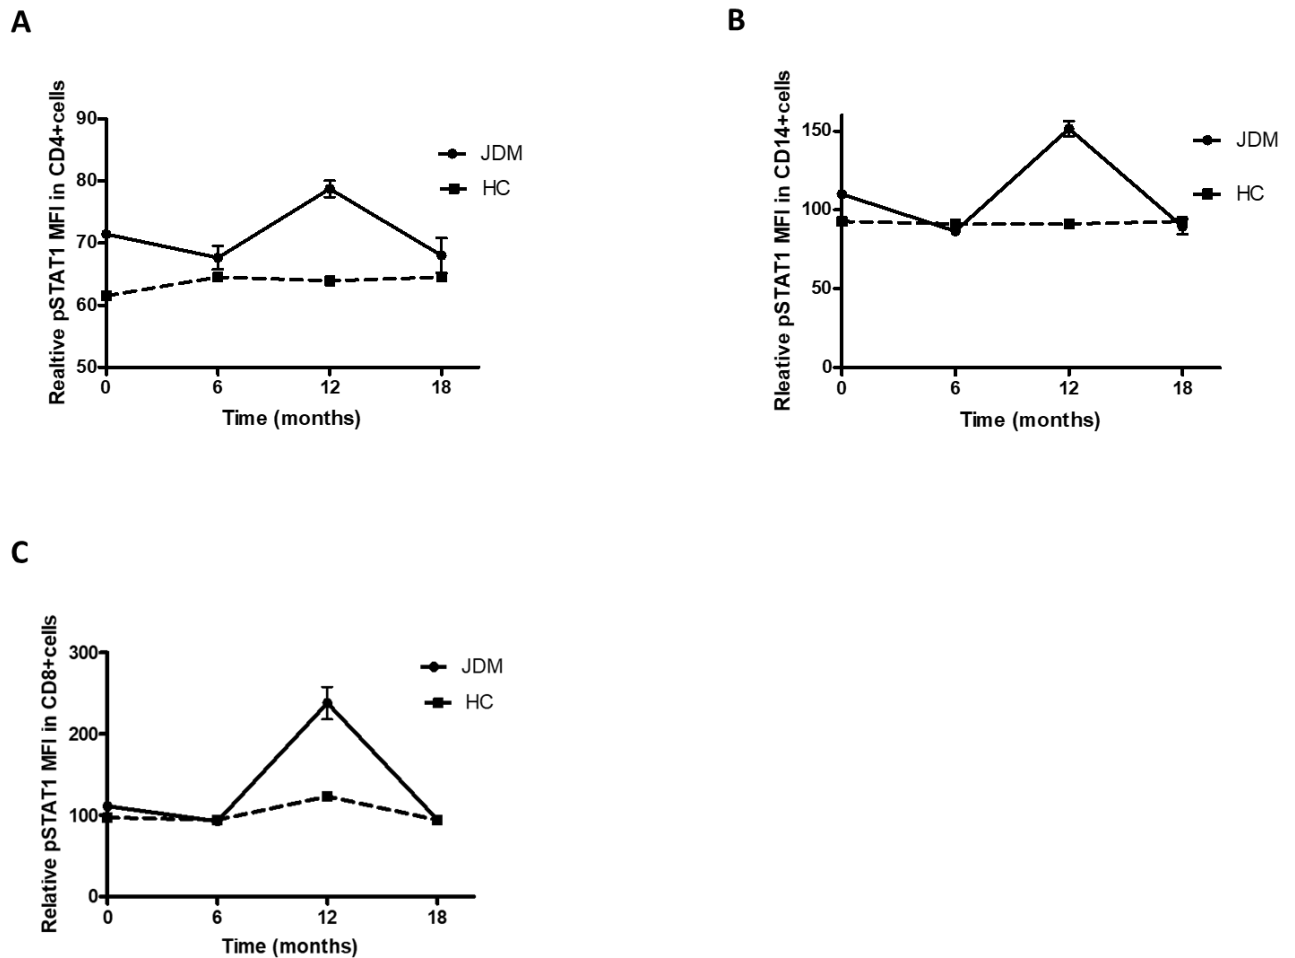 A
Realtive pSTAT1 MFI in CD4+cells
90
80
70
60
50
0 6 12 18
Time (months)
JDM
HC
B
Rleative pSTAT1 MFI in CD14+cells
150
100
50
0
0 6 12 18
Time (months)
JDM
HC
C
Relative pSTAT1 MFI in CD8+cells
300
200
100
0
0 6 12 18
Time (months)
JDM
HC